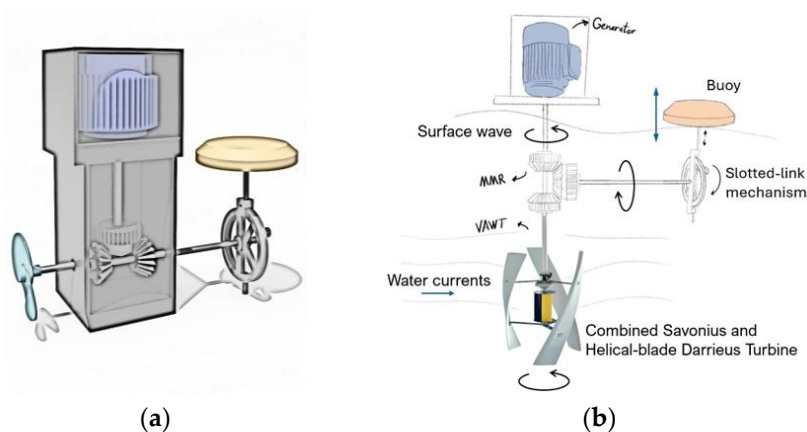 Generator
Buoy
Surface wave
MMR
Slotted-link
mechanism
VAWT
Water currents
Combined Savonius and
Helical-blade Darrieus Turbine
(a)
(b)